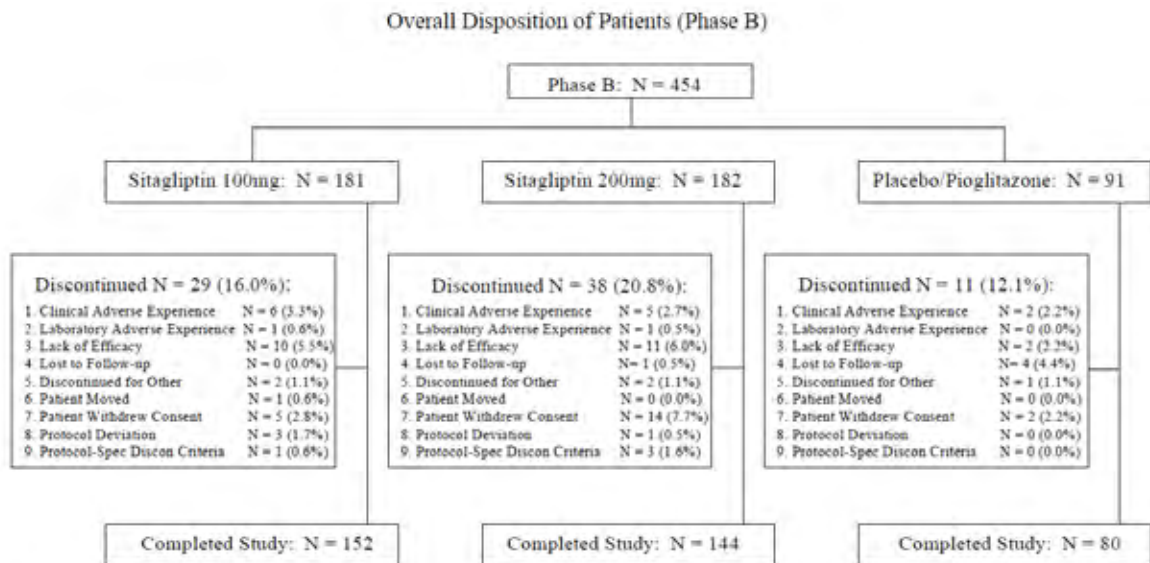 Overall Disposition of Patients (Phase B)
Phase B: N = 454
Sitagliptin 100mg: N = 181
Sitagliptin 200mg: N = 182
Placebo/Pioglitazone: N = 91
Discontinued N = 29 (16.0%):
1. Clinical Adverse Experience N = 6 (3.3%)
2. Laboratory Adverse Experience N = 1 (0.6%)
3. Lack of Efficacy N = 10 (5.5%)
4. Lost to Follow-up N = 0 (0.0%)
5. Discontinued for Other N = 2 (1.1%)
6. Patient Moved N = 1 (0.6%)
7. Patient Withdrew Consent N = 5 (2.8%)
8. Protocol Deviation N = 3 (1.7%)
9. Protocol-Spec Discon Criteria N = 1 (0.6%)
Discontinued N = 38 (20.8%):
1. Clinical Adverse Experience N = 5 (2.7%)
2. Laboratory Adverse Experience N = 1 (0.5%)
3. Lack of Efficacy N = 11 (6.0%)
4. Lost to Follow-up N= 1 (0.5%)
5. Discontinued for Other N = 2 (1.1%)
6. Patient Moved N = 0 (0.0%)
7. Patient Withdrew Consent N = 14 (7.7%)
8. Protocol Deviation N = 1 (0.5%)
9. Protocol-Spec Discon Criteria N = 3 (1.6%)
Discontinued N = 11 (12.1%):
1. Clinical Adverse Experience N = 2 (2.2%)
2. Laboratory Adverse Experience N = 0 (0.0%)
3. Lack of Efficacy N = 2 (2.2%)
4. Lost to Follow-up N= 4 (4.4%)
5. Discontinued for Other N = 1 (1.1%)
6. Patient Moved N = 0 (0.0%)
7. Patient Withdrew Consent N = 2 (2.2%)
8. Protocol Deviation N = 0 (0.0%)
9. Protocol-Spec Discon Criteria N = 0 (0.0%)
Completed Study: N = 152
Completed Study: N = 144
Completed Study: N = 80